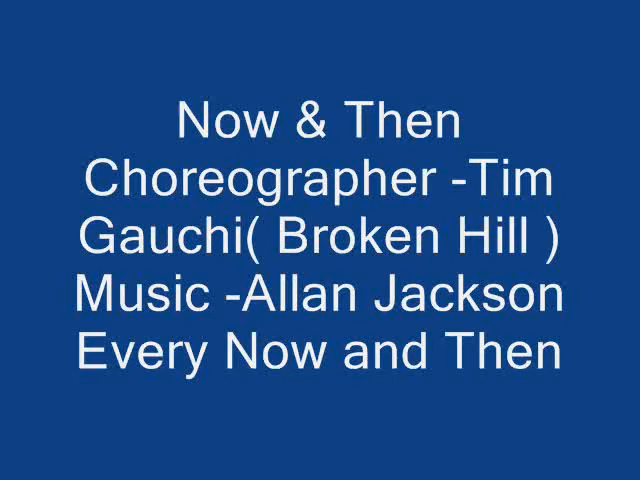 Now & Then
Choreographer -Tim
Gauchi( Broken Hill )
Music -Allan Jackson
Every Now and Then